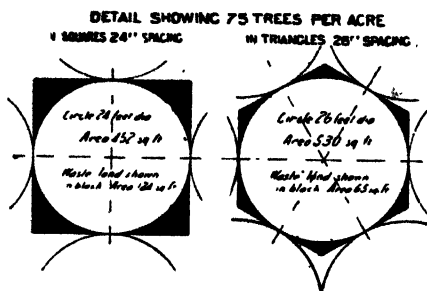 DETAIL SHOWING 75 TREES PER ACRE
N SQUARES 24" SPACING
IN TRIANGLES 26" SPACING
Circle 24 feet dia
Area 452 sq ft
Waste land shown
in black Area 124 sq ft
Circle 26 feet dia
Area 530 sq ft
Waste land shown
in black Area 65 sq ft